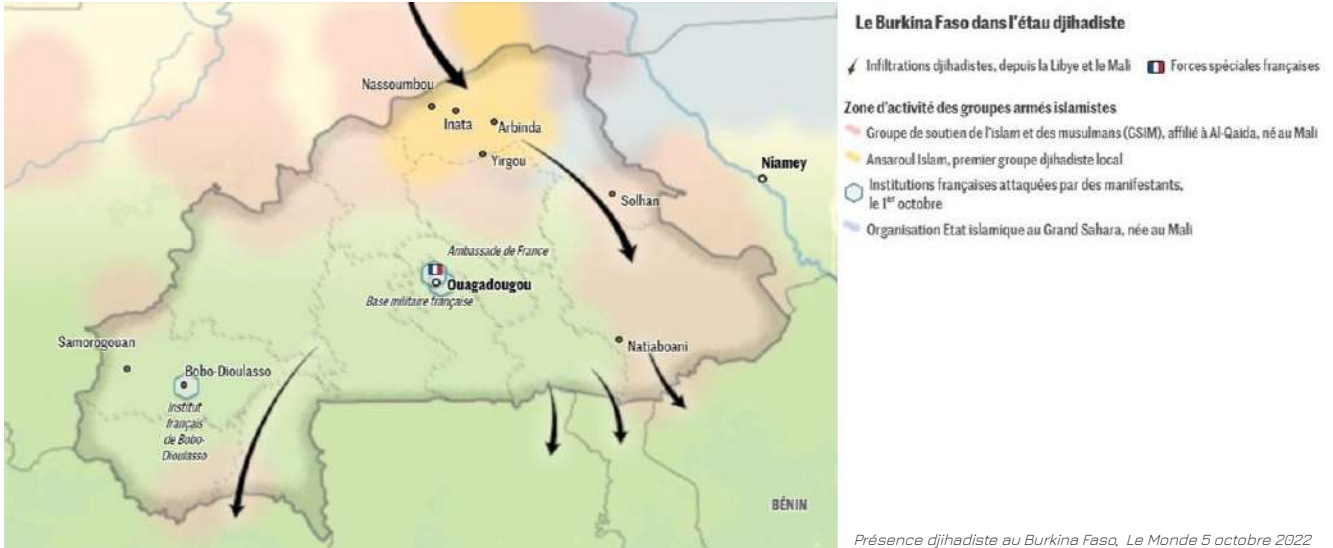 Nassoumbou
Inata
Arbinda
Yirgou
Niamey
Solhan
Ambassade de France
Ouagadougou
Base militaire française
Natiaboani
Samorogouan
Bobo-Dioulasso
Institut
français
de Bobo-
Dioulasso
BÉNIN
Le Burkina Faso dans l'étau djihadiste
Infiltrations djihadistes, depuis la Libye et le Mali
Forces spéciales françaises
Zone d'activité des groupes armés islamistes
Groupe de soutien de l'islam et des musulmans (GSIM), affilié à Al-Qaida, né au Mali
Ansaroul Islam, premier groupe djihadiste local
Institutions françaises attaquées par des manifestants,
le 1er octobre
Organisation Etat islamique au Grand Sahara, née au Mali
Présence djihadiste au Burkina Faso, Le Monde 5 octobre 2022